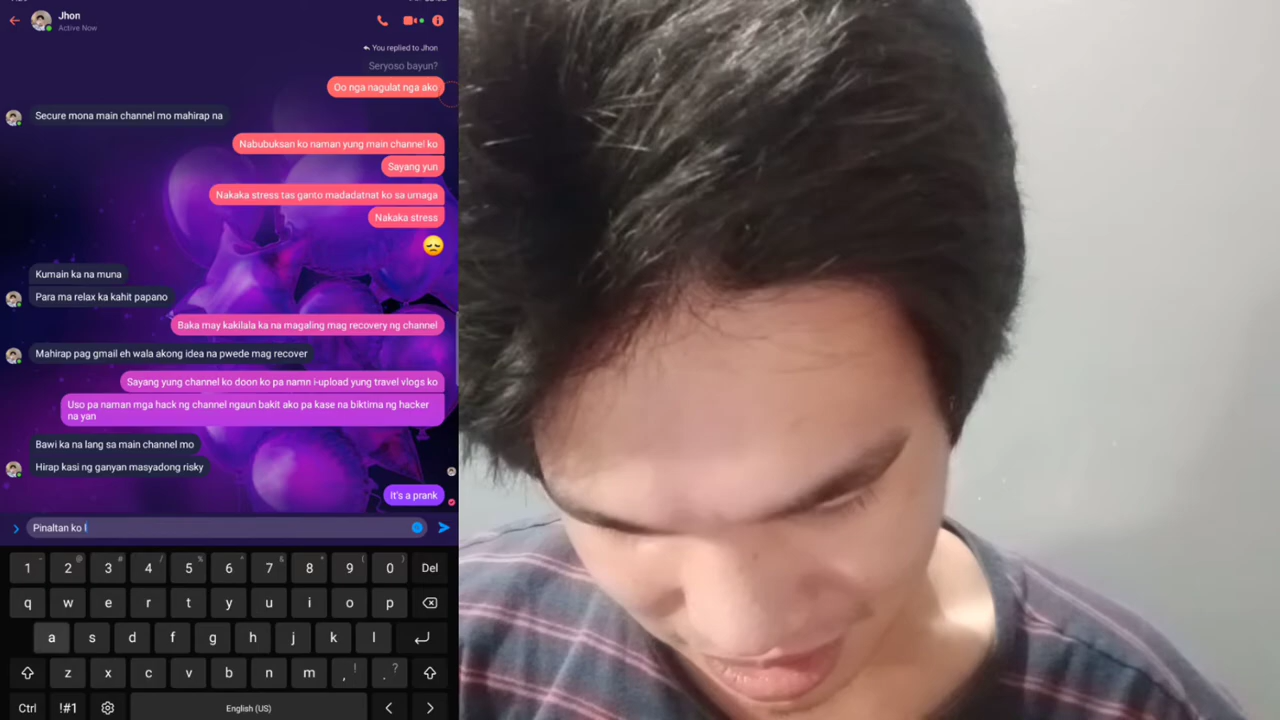 Jhon
Active Now
You replied to Jhon
Seryoso bayun?
Oo nga nagulat nga ako
Secure mona main channel mo mahirap na
Nabubuksan ko naman yung main channel ko
Sayang yun
Nakaka stress tas ganto madadatnat ko sa umaga
Nakaka stress
Kumain ka na muna
Para ma relax ka kahit papano
Baka may kakilala ka na magaling mag recovery ng channel
Mahirap pag gmail eh wala akong idea na pwede mag recover
Sayang yung channel ko doon ko pa namn i-upload yung travel vlogs ko
Uso pa naman mga hack ng channel ngaun bakit ako pa kase na biktima ng hacker
na yan
Bawi ka na lang sa main channel mo
Hirap kasi ng ganyan masyadong risky
It's a prank
Pinaltan ko l
1 2 3 4 5 6 7 8 9 0 Del
q w e r t y u i o p
a s d f g h j k l
z x c v b n m , ! . ?
Ctrl !#1 English (US) < >